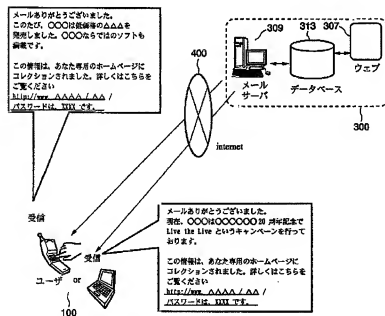 メールありがとうございました。
このたび、○○○は低価格の△△△を
発売しました。○○○ならではのソフトも
満載です。
この情報は、あなた専用のホームページに
コレクションされました。詳しくはこちらを
ご覧ください
http://www.△△△△/△△/
パスワードは、XXXX です。
309
313
307
メール
サーバ
データベース
ウェブ
300
400
internet
受信
受信
ユーザ or
100
メールありがとうございました。
現在、○○○は○○○○○○20 周年記念で
Live the Live というキャンペーンを行って
おります。
この情報は、あなた専用のホームページに
コレクションされました。詳しくはこちらを
ご覧ください
http://www.△△△△/△△/
パスワードは、XXXX です。